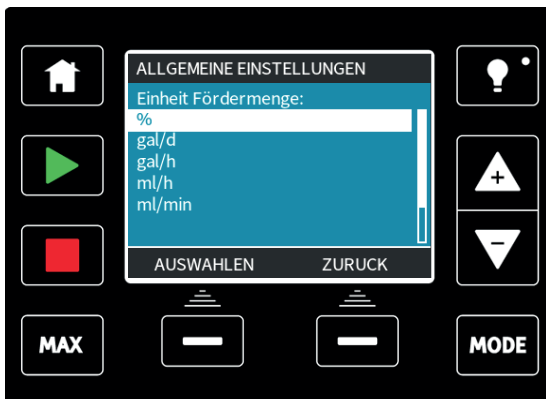 ALLGEMEINE EINSTELLUNGEN
Einheit Fördermenge:
%
gal/d
gal/h
ml/h
ml/min
AUSWAHLEN ZURUCK
+
−
MAX
MODE